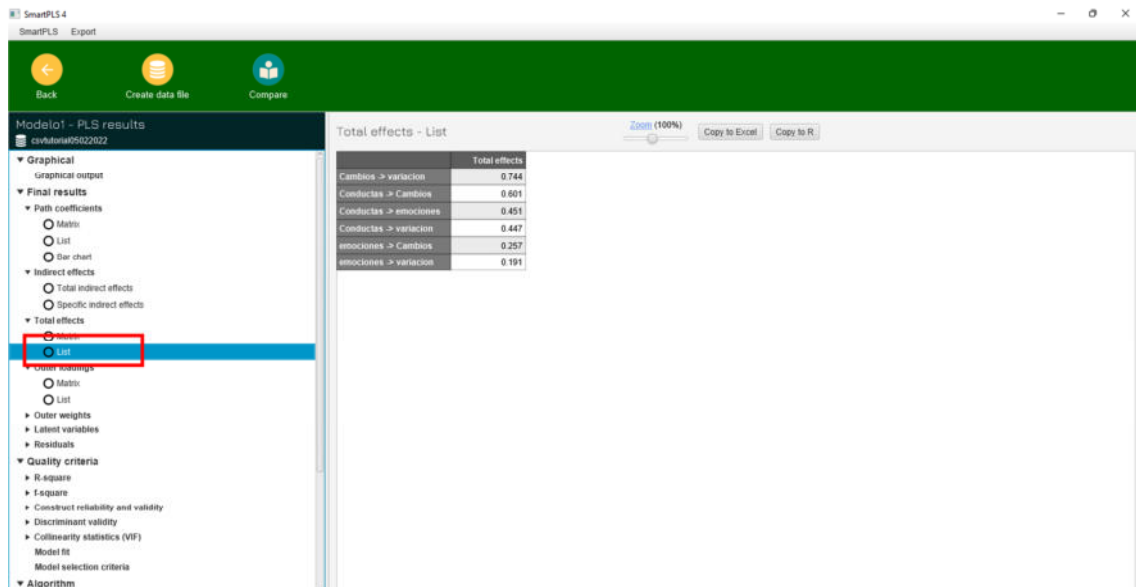 SmartPLS 4
SmartPLS Export
Back Create data file Compare
Modelo1 - PLS results
csvtutorial05022022
Graphical
Graphical output
Final results
Path coefficients
Matrix
List
Bar chart
Indirect effects
Total indirect effects
Specific indirect effects
Total effects
Matrix
List
Outer loadings
Matrix
List
Outer weights
Latent variables
Residuals
Quality criteria
R-square
f-square
Construct reliability and validity
Discriminant validity
Collinearity statistics (VIF)
Model fit
Model selection criteria
Algorithm
Total effects - List
Zoom (100%)
Copy to Excel Copy to R
Total effects
Cambios -> variacion 0.744
Conductas -> Cambios 0.601
Conductas -> emociones 0.451
Conductas -> variacion 0.447
emociones -> Cambios 0.257
emociones -> variacion 0.191